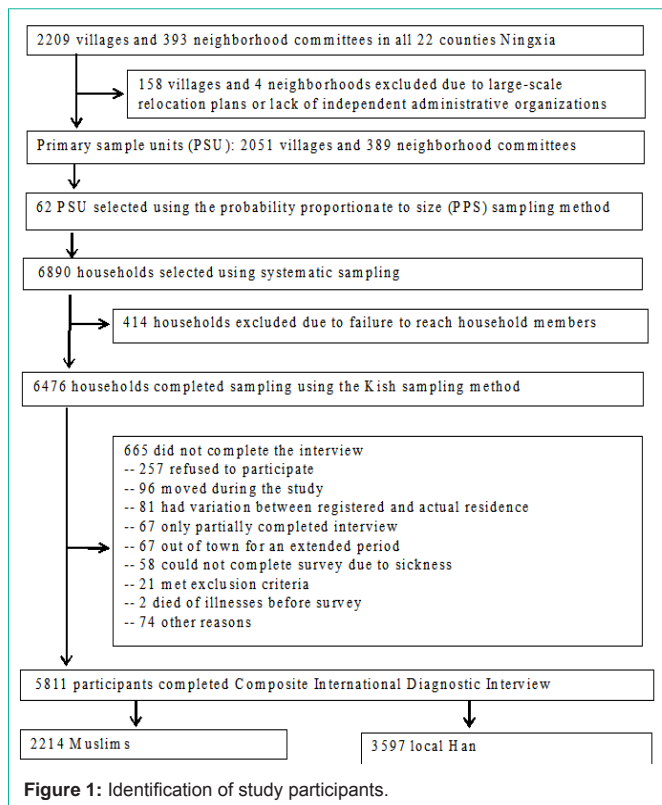 2209 villages and 393 neighborhood committees in all 22 counties Ningxia
158 villages and 4 neighborhoods excluded due to large-scale
relocation plans or lack of independent administrative organizations
Primary sample units (PSU): 2051 villages and 389 neighborhood committees
62 PSU selected using the probability proportionate to size (PPS) sampling method
6890 households selected using systematic sampling
414 households excluded due to failure to reach household members
6476 households completed sampling using the Kish sampling method
665 did not complete the interview
-- 257 refused to participate
-- 96 moved during the study
-- 81 had variation between registered and actual residence
-- 67 only partially completed interview
-- 67 out of town for an extended period
-- 58 could not complete survey due to sickness
-- 21 met exclusion criteria
-- 2 died of illnesses before survey
-- 74 other reasons
5811 participants completed Composite International Diagnostic Interview
2214 Muslims
3597 local Han
Figure 1: Identification of study participants.